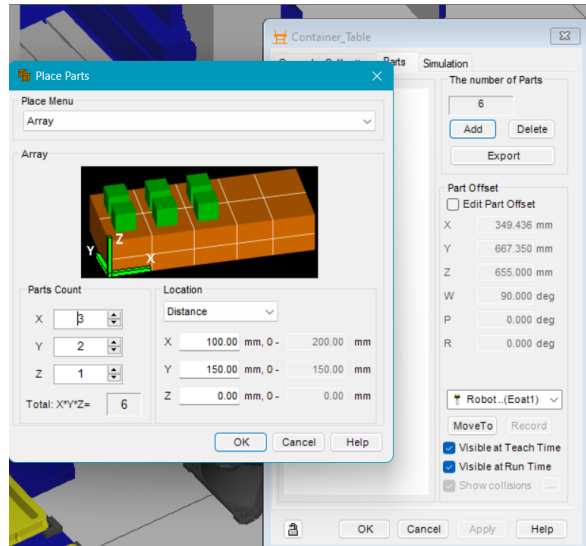 Container_Table
Parts
Simulation
Place Parts
Place Menu
Array
Array
Z
Y
X
Parts Count
X 3
Y 2
Z 1
Total: X*Y*Z= 6
Location
Distance
X 100.00 mm, 0 - 200.00 mm
Y 150.00 mm, 0 - 150.00 mm
Z 0.00 mm, 0 - 0.00 mm
OK Cancel Help
The number of Parts
6
Add Delete
Export
Part Offset
Edit Part Offset
X 349.436 mm
Y 667.350 mm
Z 655.000 mm
W 90.000 deg
P 0.000 deg
R 0.000 deg
Robot..(Eoat1)
MoveTo Record
Visible at Teach Time
Visible at Run Time
Show collisions ...
OK Cancel Apply Help